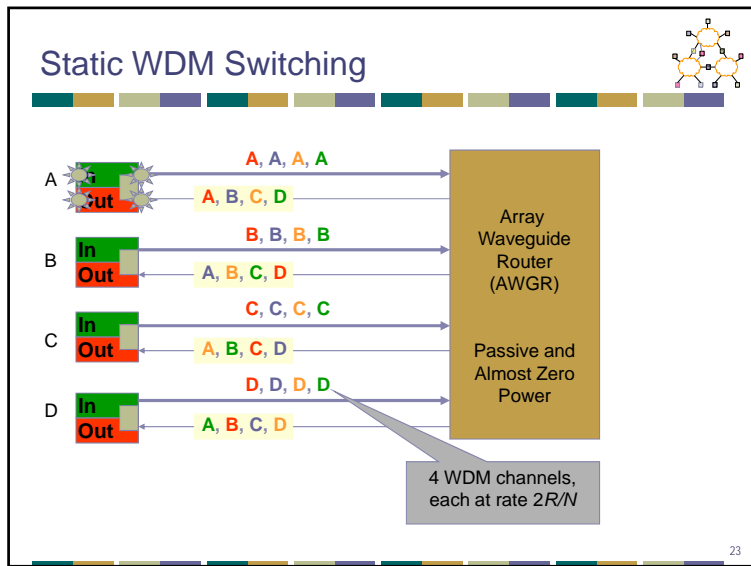 Static WDM Switching
A
Out
A, A, A, A
A, B, C, D
B
In
Out
B, B, B, B
A, B, C, D
C
In
Out
C, C, C, C
A, B, C, D
D
In
Out
D, D, D, D
A, B, C, D
Array
Waveguide
Router
(AWGR)
Passive and
Almost Zero
Power
4 WDM channels,
each at rate 2R/N
23